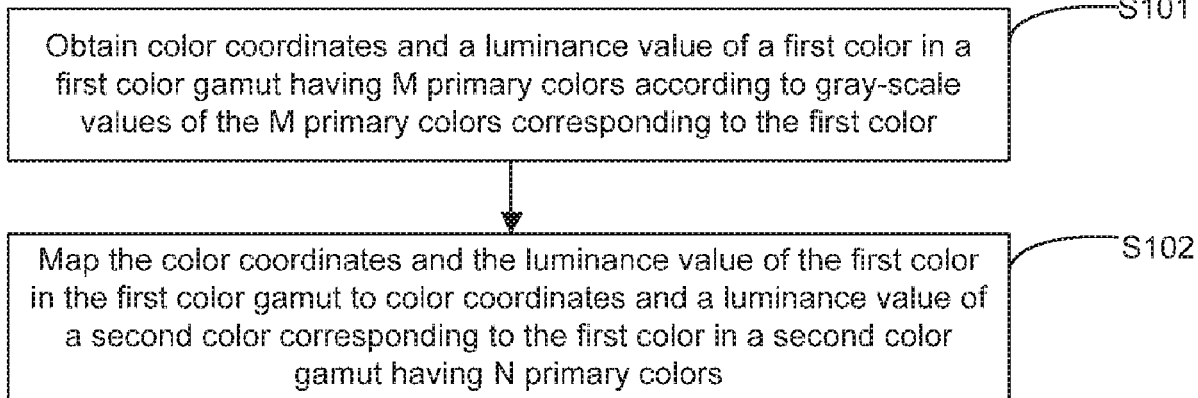 S101
Obtain color coordinates and a luminance value of a first color in a
first color gamut having M primary colors according to gray-scale
values of the M primary colors corresponding to the first color
S102
Map the color coordinates and the luminance value of the first color
in the first color gamut to color coordinates and a luminance value of
a second color corresponding to the first color in a second color
gamut having N primary colors